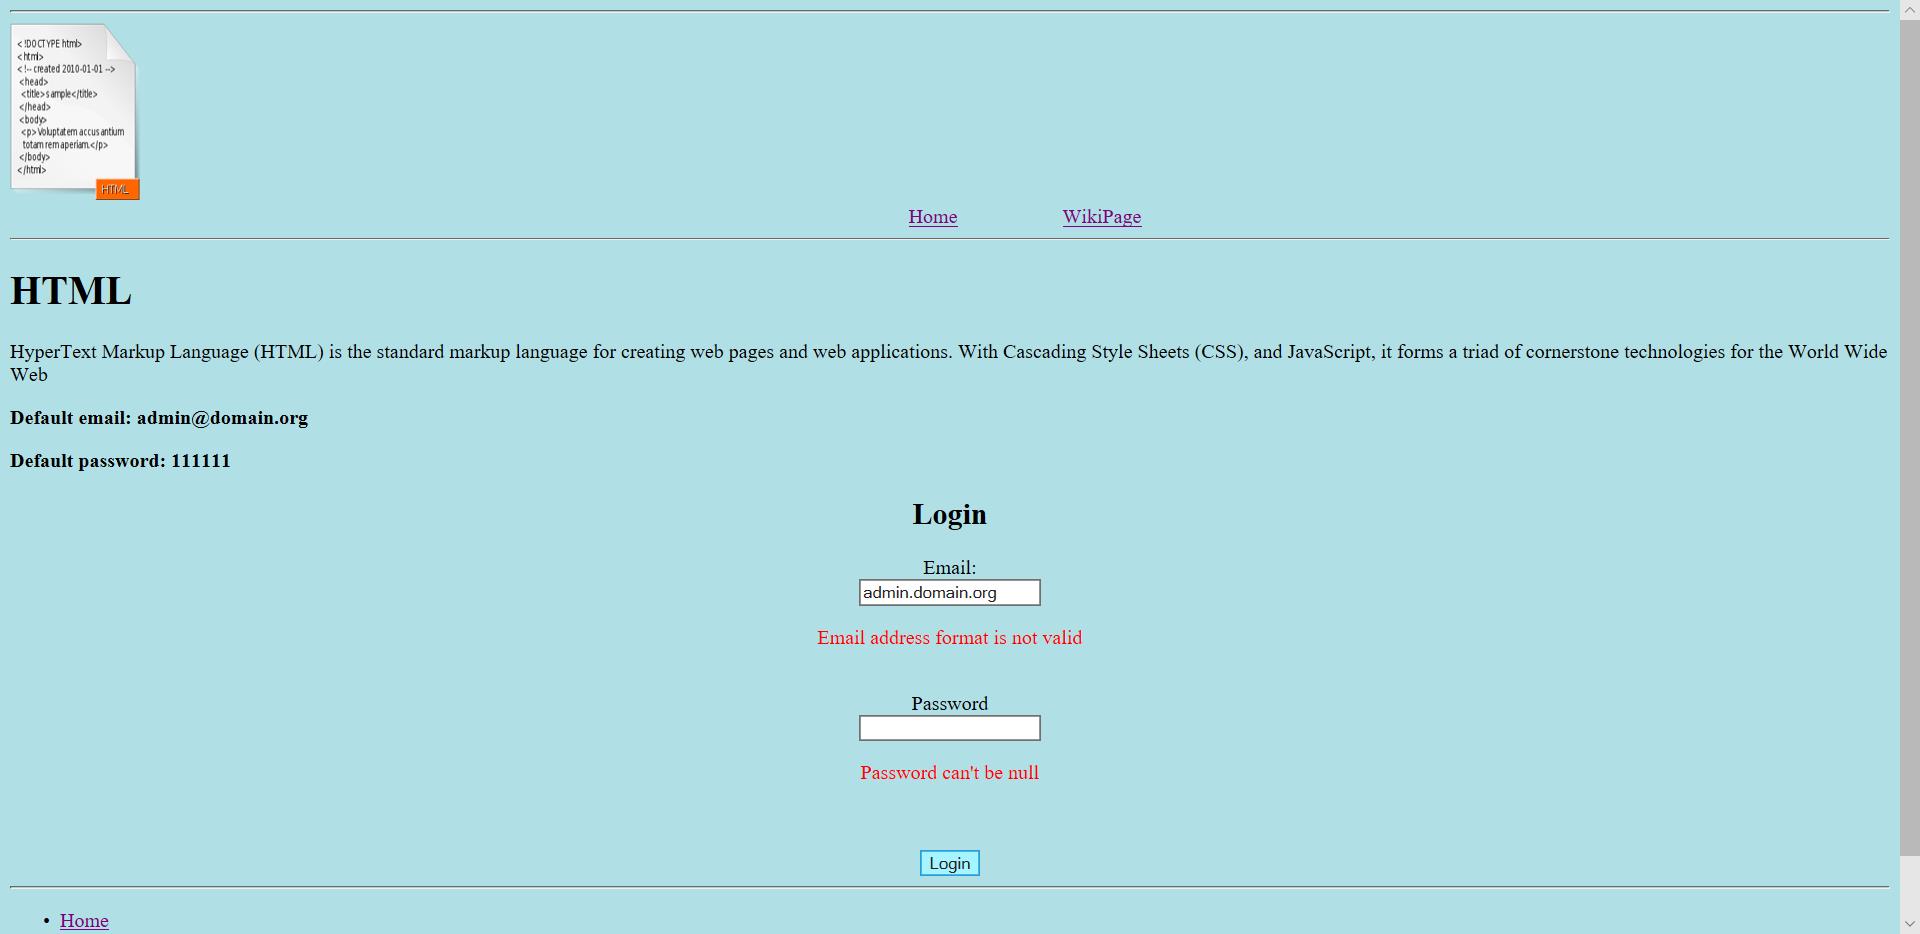 <!DOCTYPE html>
<html>
<!-- created 2010-01-01 -->
<head>
<title>sample</title>
</head>
<body>
<p>Voluptatem accusantium
totam rem aperiam.</p>
</body>
</html>
HTML
Home WikiPage
HTML
HyperText Markup Language (HTML) is the standard markup language for creating web pages and web applications. With Cascading Style Sheets (CSS), and JavaScript, it forms a triad of cornerstone technologies for the World Wide
Web
Default email: admin@domain.org
Default password: 111111
Login
Email:
admin.domain.org
Email address format is not valid
Password
Password can't be null
Login
• Home